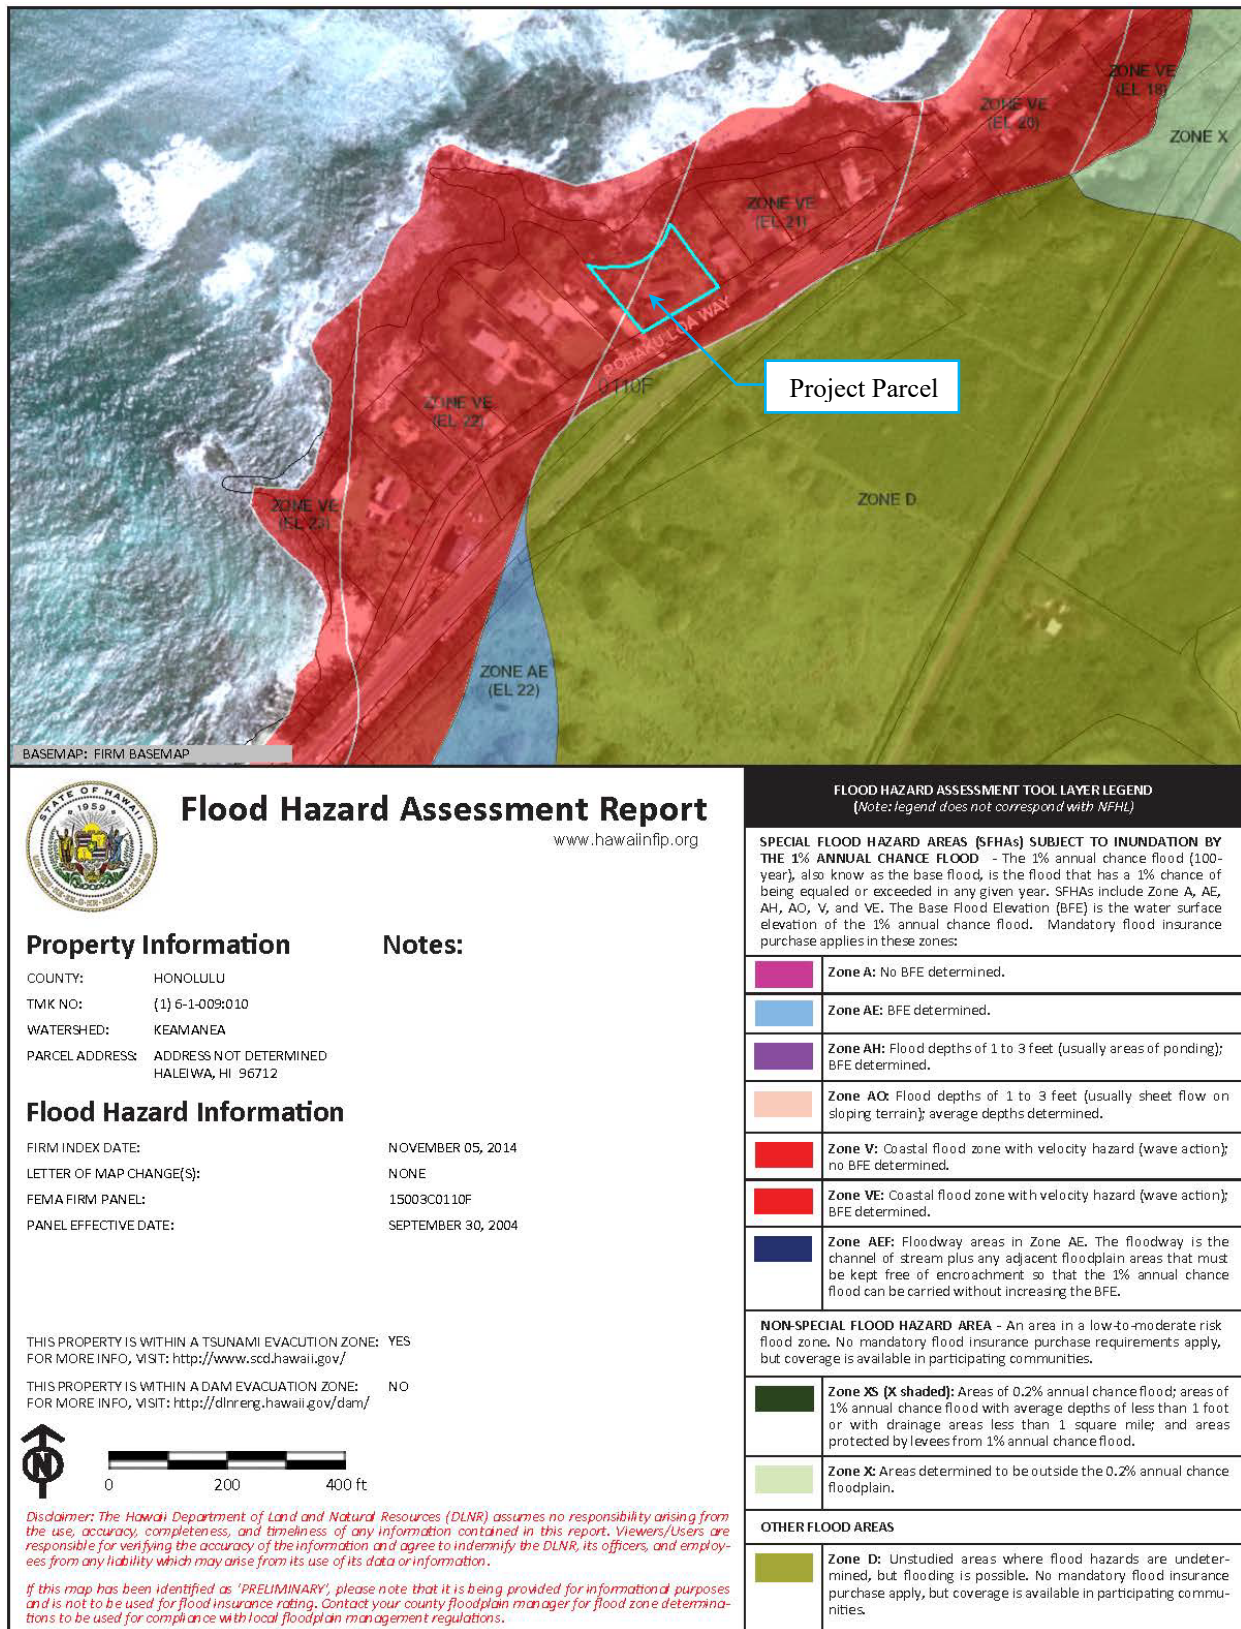 ZONE VE
(EL 18)
ZONE VE
(EL 20)
ZONE X
ZONE VE
(EL 21)
POHAKU LOA WAY
0110F
Project Parcel
ZONE VE
(EL 22)
ZONE D
ZONE VE
(EL 23)
ZONE AE
(EL 22)
BASEMAP: FIRM BASEMAP
STATE OF HAWAII
1959
Flood Hazard Assessment Report
www.hawaiinfip.org
Property Information
Notes:
COUNTY: HONOLULU
TMK NO: (1) 6-1-009:010
WATERSHED: KEAMANEA
PARCEL ADDRESS: ADDRESS NOT DETERMINED
HALEIWA, HI 96712
Flood Hazard Information
FIRM INDEX DATE: NOVEMBER 05, 2014
LETTER OF MAP CHANGE(S): NONE
FEMA FIRM PANEL: 15003C0110F
PANEL EFFECTIVE DATE: SEPTEMBER 30, 2004
THIS PROPERTY IS WITHIN A TSUNAMI EVACUTION ZONE: YES
FOR MORE INFO, VISIT: http://www.scd.hawaii.gov/
THIS PROPERTY IS WITHIN A DAM EVACUATION ZONE: NO
FOR MORE INFO, VISIT: http://dlnreng.hawaii.gov/dam/
N
0 200 400 ft
Disclaimer: The Hawaii Department of Land and Natural Resources (DLNR) assumes no responsibility arising from
the use, accuracy, completeness, and timeliness of any information contained in this report. Viewers/Users are
responsible for verifying the accuracy of the information and agree to indemnify the DLNR, its officers, and employ-
ees from any liability which may arise from its use of its data or information.
If this map has been identified as 'PRELIMINARY', please note that it is being provided for informational purposes
and is not to be used for flood insurance rating. Contact your county floodplain manager for flood zone determina-
tions to be used for compliance with local floodplain management regulations.
FLOOD HAZARD ASSESSMENT TOOL LAYER LEGEND
(Note: legend does not correspond with NFHL)
SPECIAL FLOOD HAZARD AREAS (SFHAs) SUBJECT TO INUNDATION BY
THE 1% ANNUAL CHANCE FLOOD - The 1% annual chance flood (100-
year), also know as the base flood, is the flood that has a 1% chance of
being equaled or exceeded in any given year. SFHAs include Zone A, AE,
AH, AO, V, and VE. The Base Flood Elevation (BFE) is the water surface
elevation of the 1% annual chance flood. Mandatory flood insurance
purchase applies in these zones:
Zone A: No BFE determined.
Zone AE: BFE determined.
Zone AH: Flood depths of 1 to 3 feet (usually areas of ponding);
BFE determined.
Zone AO: Flood depths of 1 to 3 feet (usually sheet flow on
sloping terrain); average depths determined.
Zone V: Coastal flood zone with velocity hazard (wave action);
no BFE determined.
Zone VE: Coastal flood zone with velocity hazard (wave action);
BFE determined.
Zone AEF: Floodway areas in Zone AE. The floodway is the
channel of stream plus any adjacent floodplain areas that must
be kept free of encroachment so that the 1% annual chance
flood can be carried without increasing the BFE.
NON-SPECIAL FLOOD HAZARD AREA - An area in a low-to-moderate risk
flood zone. No mandatory flood insurance purchase requirements apply,
but coverage is available in participating communities.
Zone XS (X shaded): Areas of 0.2% annual chance flood; areas of
1% annual chance flood with average depths of less than 1 foot
or with drainage areas less than 1 square mile; and areas
protected by levees from 1% annual chance flood.
Zone X: Areas determined to be outside the 0.2% annual chance
floodplain.
OTHER FLOOD AREAS
Zone D: Unstudied areas where flood hazards are undeter-
mined, but flooding is possible. No mandatory flood insurance
purchase apply, but coverage is available in participating commu-
nities.